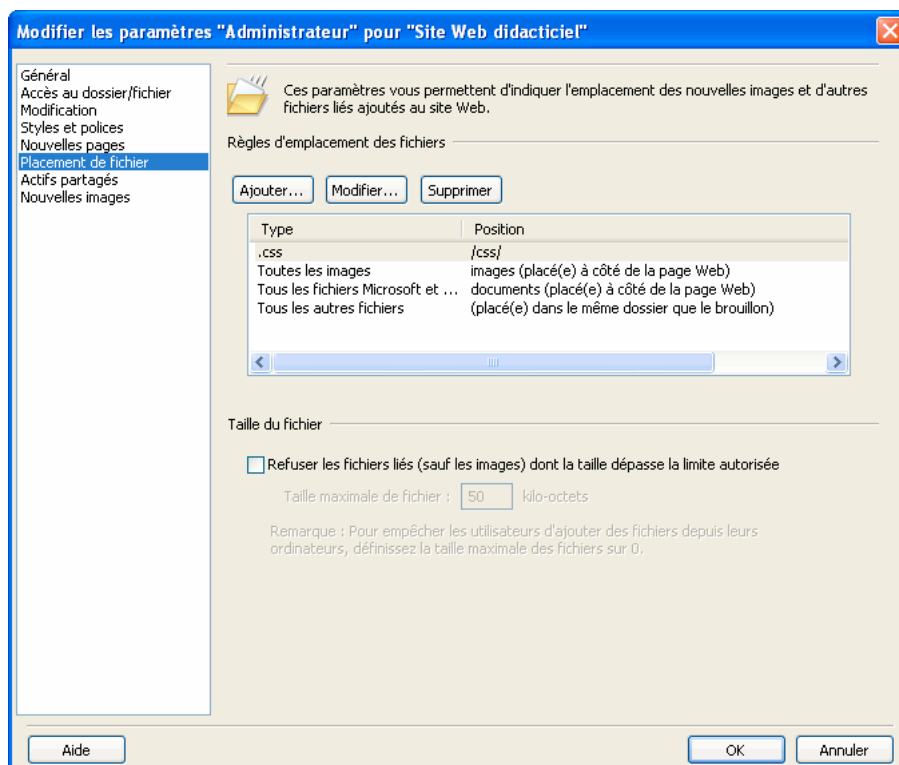 Modifier les paramètres "Administrateur" pour "Site Web didacticiel"
Général
Accès au dossier/fichier
Modification
Styles et polices
Nouvelles pages
Placement de fichier
Actifs partagés
Nouvelles images
Ces paramètres vous permettent d'indiquer l'emplacement des nouvelles images et d'autres
fichiers liés ajoutés au site Web.
Règles d'emplacement des fichiers
Ajouter... Modifier... Supprimer
Type Position
.css /css/
Toutes les images images (placé(e) à côté de la page Web)
Tous les fichiers Microsoft et ... documents (placé(e) à côté de la page Web)
Tous les autres fichiers (placé(e) dans le même dossier que le brouillon)
Taille du fichier
Refuser les fichiers liés (sauf les images) dont la taille dépasse la limite autorisée
Taille maximale de fichier : 50 kilo-octets
Remarque : Pour empêcher les utilisateurs d'ajouter des fichiers depuis leurs
ordinateurs, définissez la taille maximale des fichiers sur 0.
Aide OK Annuler